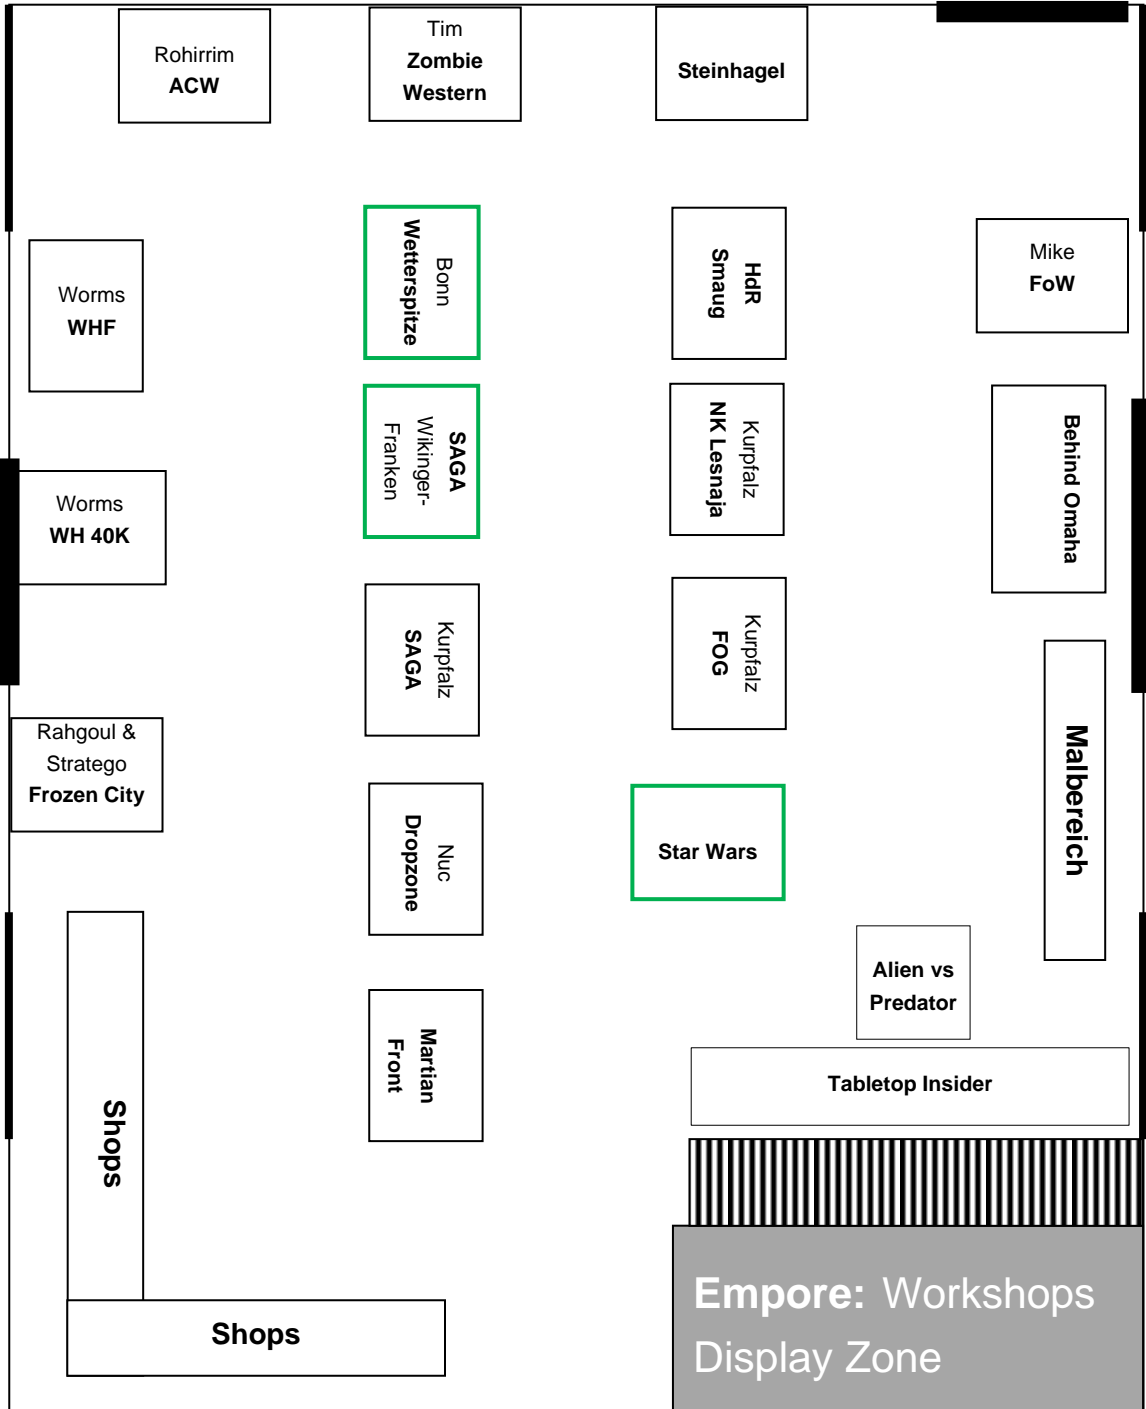 Rohirrim
ACW
Tim
Zombie
Western
Steinhagel
Bonn
Wetterspitze
HdR
Smaug
Mike
FoW
Worms
WHF
SAGA
Wikinger-
Franken
Kurpfalz
NK Lesnaja
Behind Omaha
Worms
WH 40K
Kurpfalz
SAGA
Kurpfalz
FOG
Malbereich
Rahgoul &
Stratego
Frozen City
Nuc
Dropzone
Star Wars
Alien vs
Predator
Martian
Front
Tabletop Insider
Shops
Shops
Empore: Workshops
Display Zone